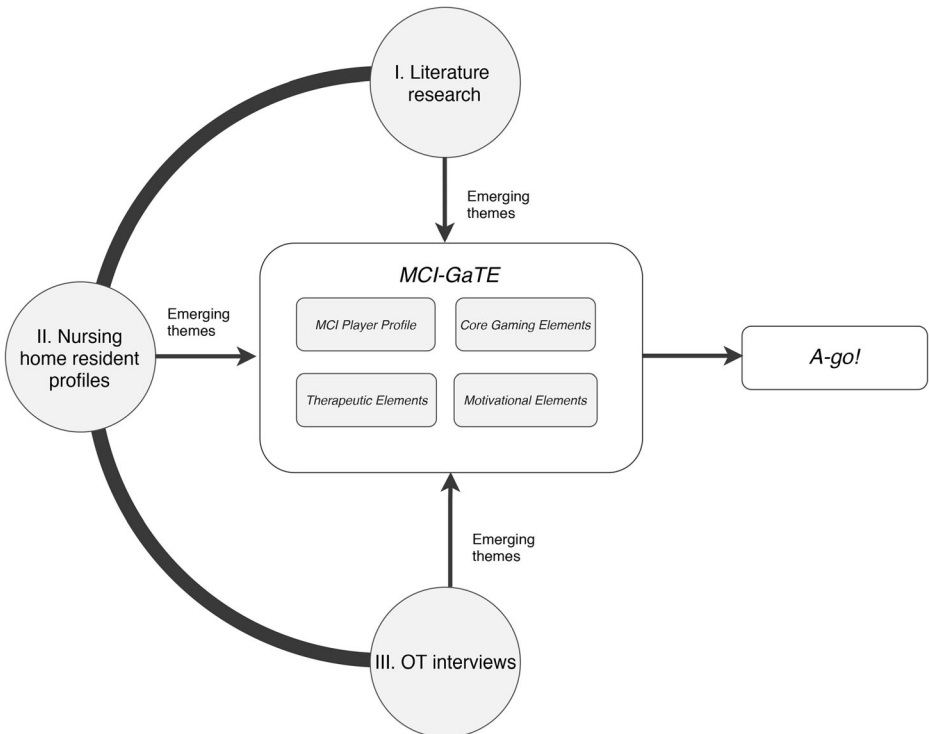 I. Literature
research
Emerging
themes
MCI-GaTE
MCI Player Profile
Core Gaming Elements
Therapeutic Elements
Motivational Elements
II. Nursing
home resident
profiles
Emerging
themes
A-go!
Emerging
themes
III. OT interviews